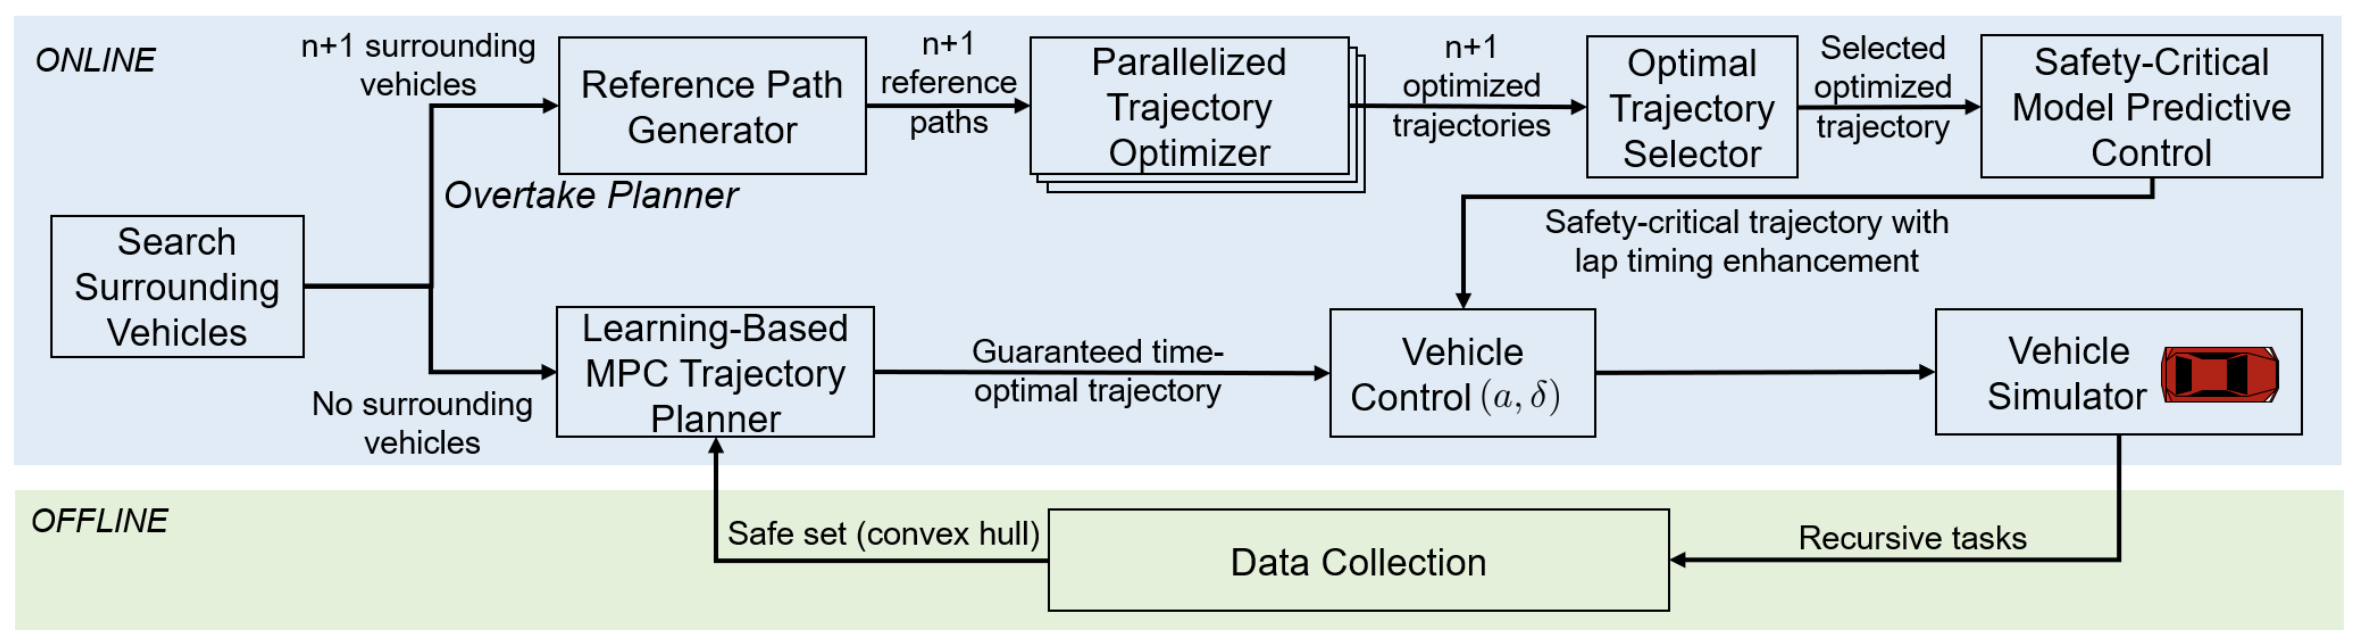 ONLINE
n+1 surrounding
vehicles
Reference Path
Generator
n+1
reference
paths
Parallelized
Trajectory
Optimizer
n+1
optimized
trajectories
Optimal
Trajectory
Selector
Selected
optimized
trajectory
Safety-Critical
Model Predictive
Control
Overtake Planner
Safety-critical trajectory with
lap timing enhancement
Search
Surrounding
Vehicles
No surrounding
vehicles
Learning-Based
MPC Trajectory
Planner
Guaranteed time-
optimal trajectory
Vehicle
Control (a, δ)
Vehicle
Simulator
OFFLINE
Safe set (convex hull)
Data Collection
Recursive tasks